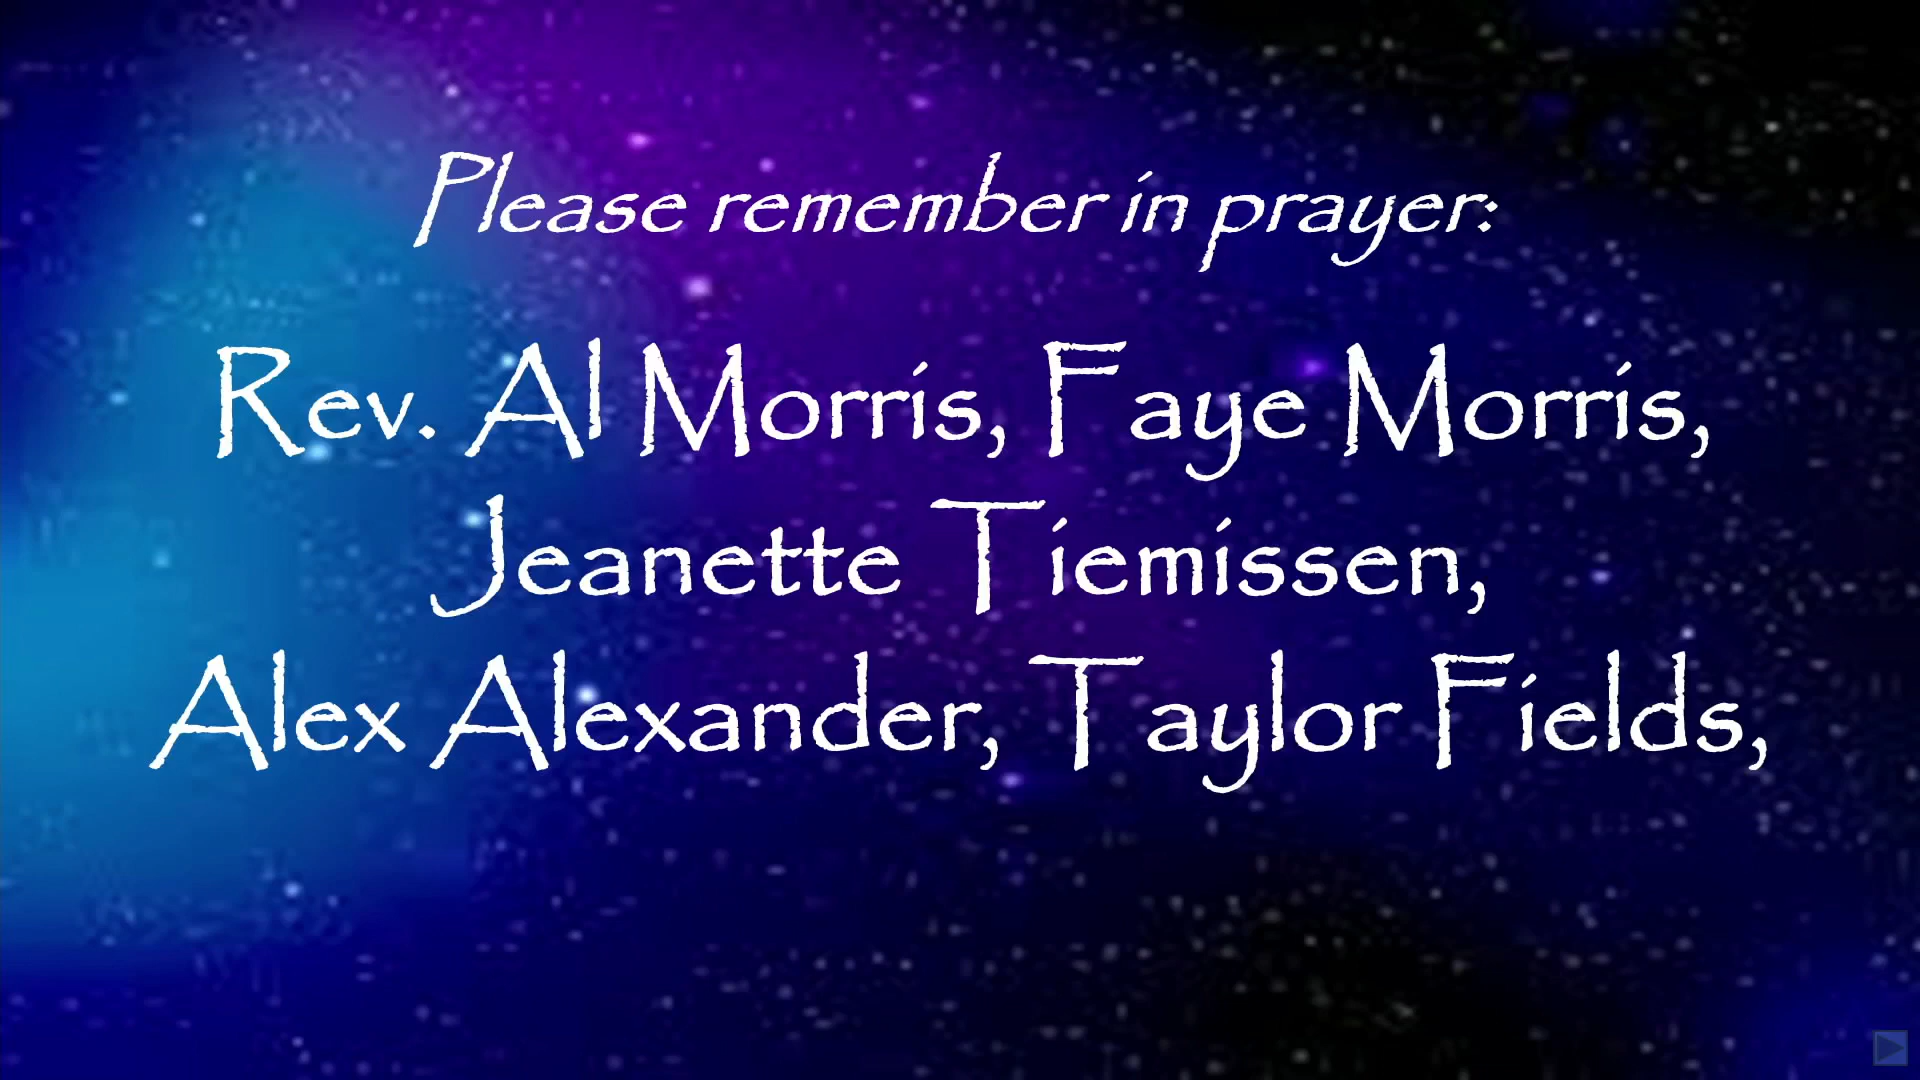 Please remember in prayer:
Rev. Al Morris, Faye Morris,
Jeanette Tiemissen,
Alex Alexander, Taylor Fields,